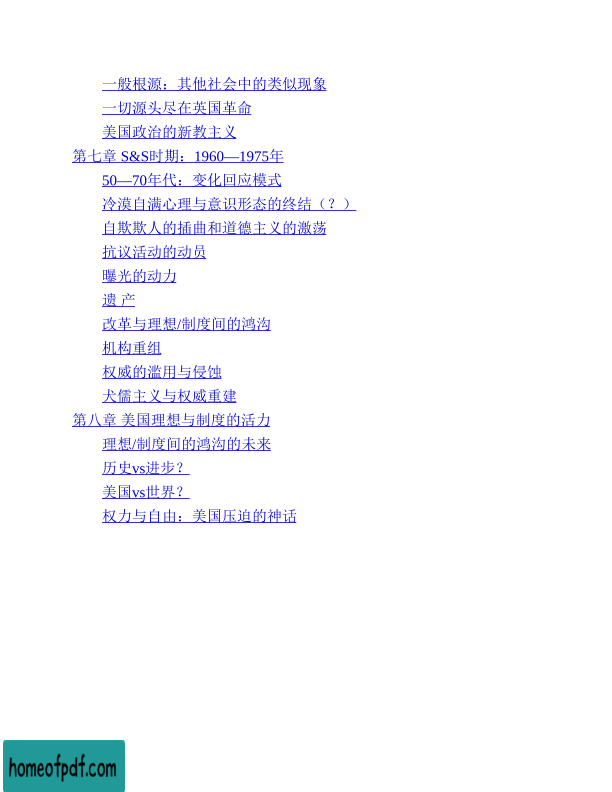 一般根源：其他社会中的类似现象
一切源头尽在英国革命
美国政治的新教主义
第七章 S&S时期：1960—1975年
50—70年代：变化回应模式
冷漠自满心理与意识形态的终结（？）
自欺欺人的插曲和道德主义的激荡
抗议活动的动员
曝光的动力
遗 产
改革与理想/制度间的鸿沟
机构重组
权威的滥用与侵蚀
犬儒主义与权威重建
第八章 美国理想与制度的活力
理想/制度间的鸿沟的未来
历史vs进步？
美国vs世界？
权力与自由：美国压迫的神话
homeofpdf.com